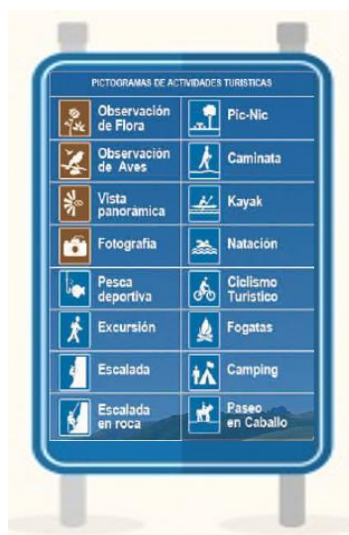 PICTOGRAMAS DE ACTIVIDADES TURISTICAS
Observación
de Flora
Pic-Nic
Observación
de Aves
Caminata
Vista
panorámica
Kayak
Fotografía
Natación
Pesca
deportiva
Ciclismo
Turistico
Excursión
Fogatas
Escalada
Camping
Escalada
en roca
Paseo
en Caballo